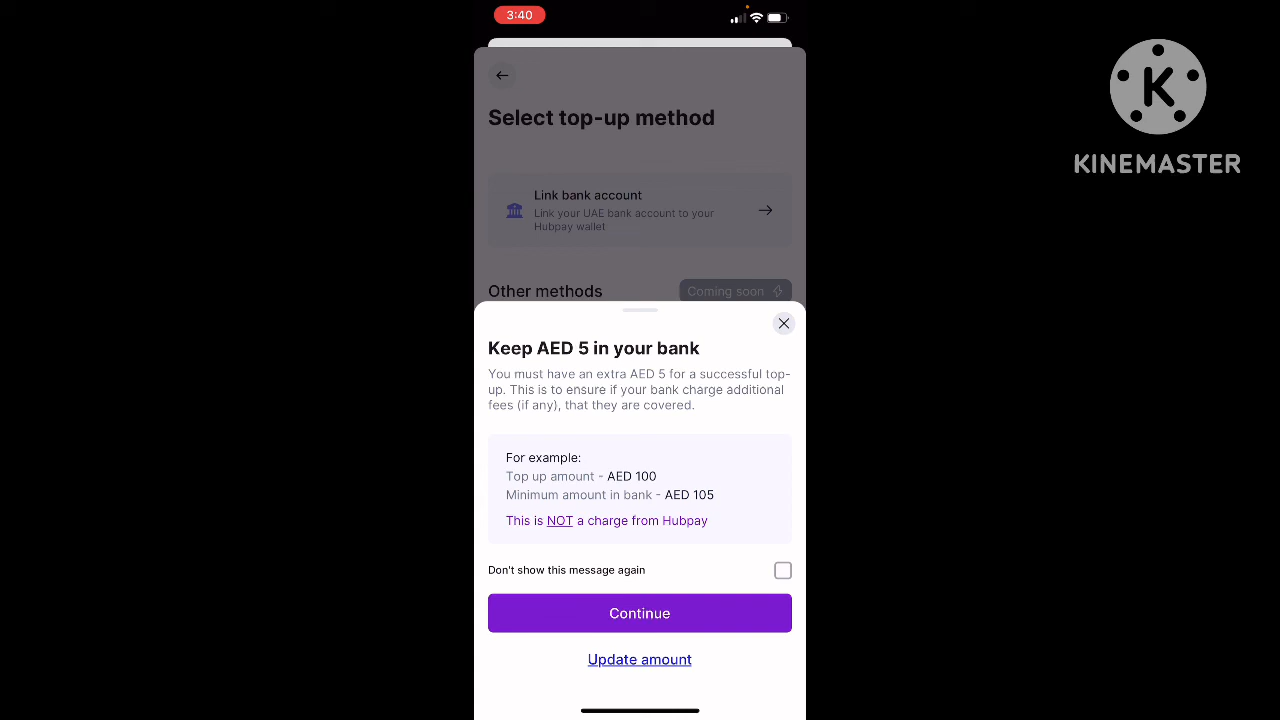 3:40
Select top-up method
Link bank account
Link your UAE bank account to your
Hubpay wallet
Other methods
Coming soon
Keep AED 5 in your bank
You must have an extra AED 5 for a successful top-
up. This is to ensure if your bank charge additional
fees (if any), that they are covered.
For example:
Top up amount - AED 100
Minimum amount in bank - AED 105
This is NOT a charge from Hubpay
Don't show this message again
Continue
Update amount
K
KINEMASTER